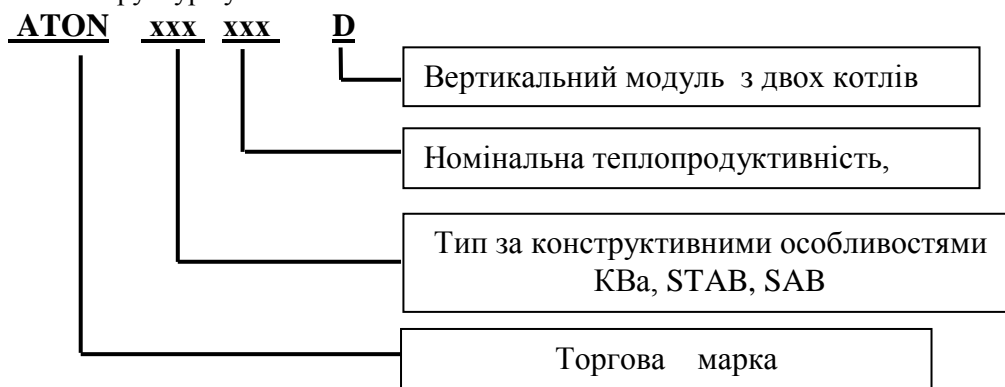 ATON xxx xxx D
Вертикальний модуль з двох котлів
Номінальна теплопродуктивність,
Тип за конструктивними особливостями
КВа, STAB, SAB
Торгова марка